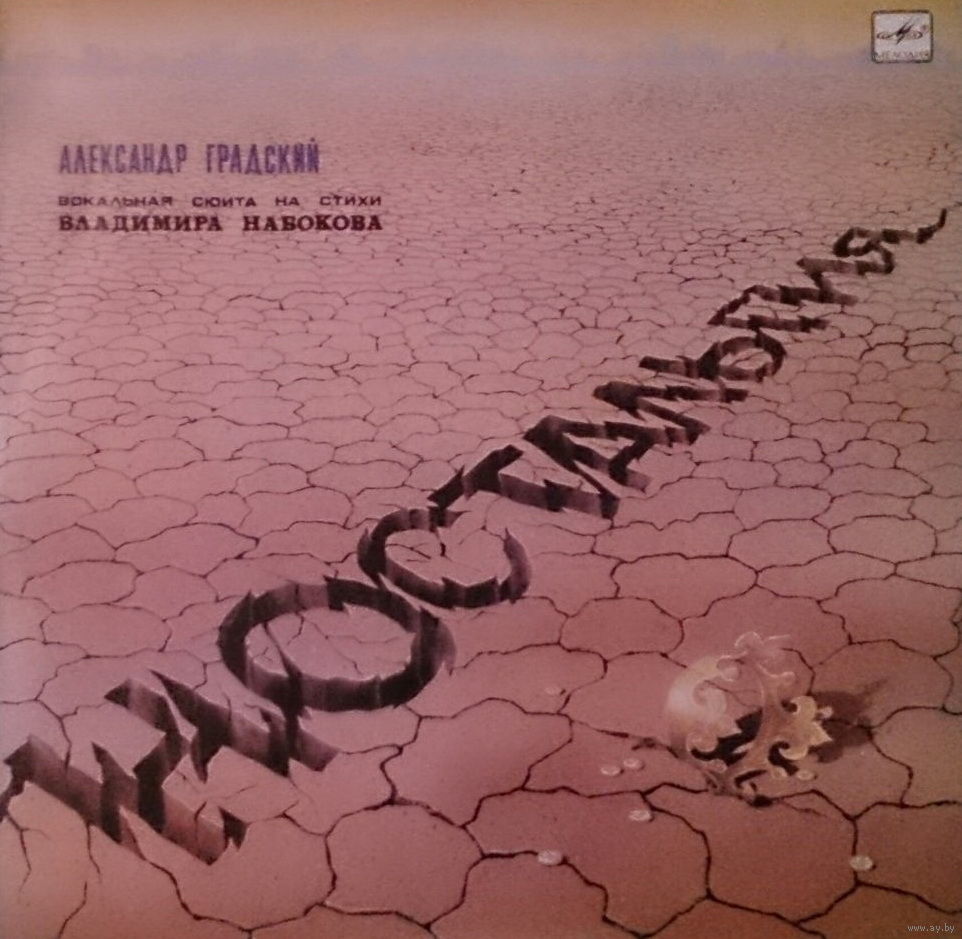 МЕЛОДИЯ
АЛЕКСАНДР ГРАДСКИЙ
ВОКАЛЬНАЯ СЮИТА НА СТИХИ
ВЛАДИМИРА НАБОКОВА
НОСТАЛЬГИЯ
www.ay.by